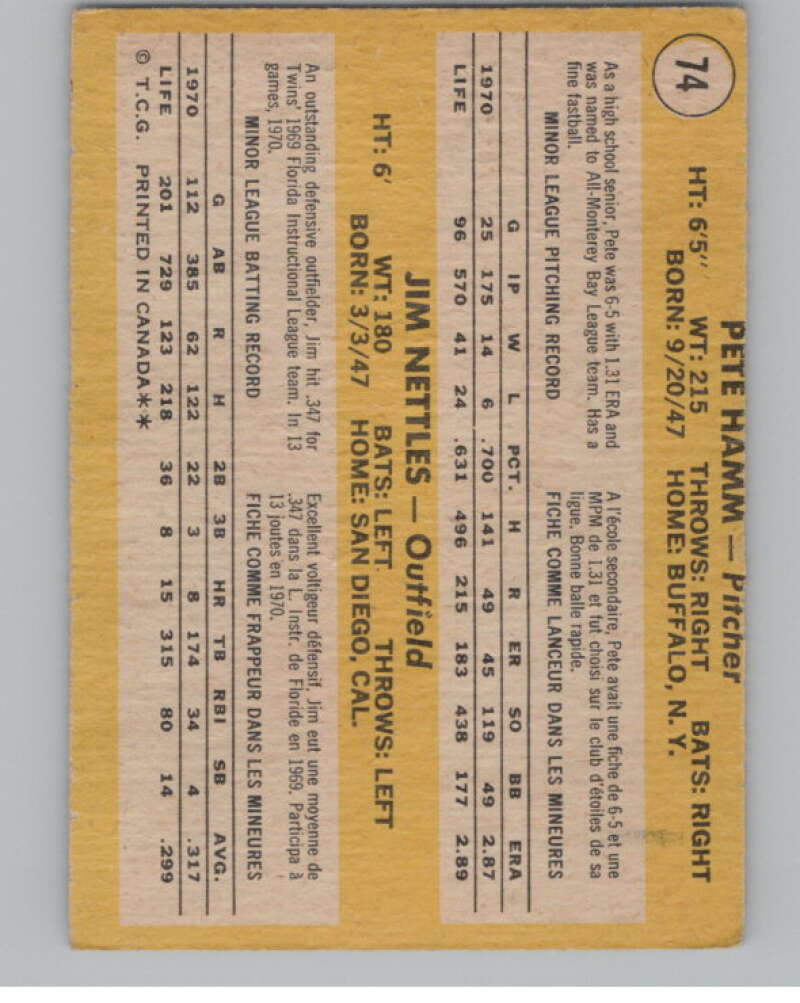 74
PETE HAMM — Pitcher
HT: 6'5" WT: 215 THROWS: RIGHT BATS: RIGHT
BORN: 9/20/47 HOME: BUFFALO, N. Y.
As a high school senior, Pete was 6-5 with 1.31 ERA and
was named to All-Monterey Bay League team. Has a
fine fastball.
A l'école secondaire, Pete avait une fiche de 6-5 et une
MPM de 1.31 et fut choisi sur le club d'étoiles de sa
ligue. Bonne balle rapide.
MINOR LEAGUE PITCHING RECORD FICHE COMME LANCEUR DANS LES MINEURES
G IP W L PCT. H R ER SO BB ERA
1970 25 175 14 6 .700 141 49 45 119 49 2.87
LIFE 96 570 41 24 .631 496 215 183 438 177 2.89
JIM NETTLES — Outfield
HT: 6' WT: 180 BATS: LEFT THROWS: LEFT
BORN: 3/3/47 HOME: SAN DIEGO, CAL.
An outstanding defensive outfielder, Jim hit .347 for
Twins' 1969 Florida Instructional League team. In 13
games, 1970.
Excellent voltigeur défensif, Jim eut une moyenne de
.347 dans la L. Instr. de Floride en 1969. Participa à
13 joutes en 1970.
MINOR LEAGUE BATTING RECORD FICHE COMME FRAPPEUR DANS LES MINEURES
G AB R H 2B 3B HR TB RBI SB AVG.
1970 112 385 62 122 22 3 8 174 34 4 .317
LIFE 201 729 123 218 36 8 15 315 80 14 .299
© T.C.G. PRINTED IN CANADA**